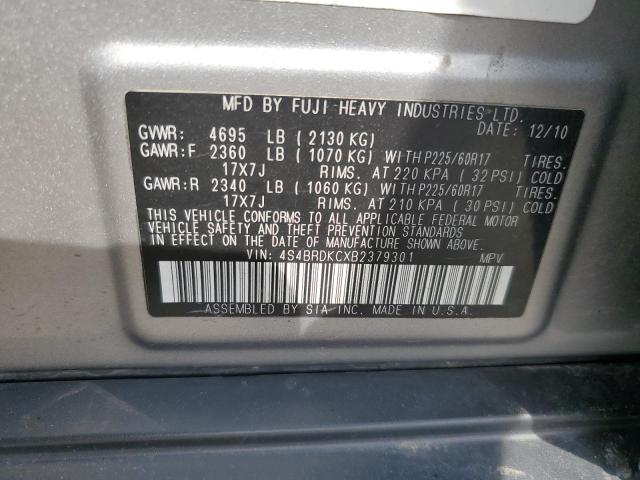 MFD BY FUJI HEAVY INDUSTRIES LTD.
DATE: 12/10
GVWR: 4695 LB (2130 KG)
GAWR:F 2360 LB (1070 KG) WITH P225/60R17 TIRES.
17X7J RIMS. AT 220 KPA (32 PSI) COLD
GAWR:R 2340 LB (1060 KG) WITH P225/60R17 TIRES.
17X7J RIMS. AT 210 KPA (30 PSI) COLD
THIS VEHICLE CONFORMS TO ALL APPLICABLE FEDERAL MOTOR
VEHICLE SAFETY AND THEFT PREVENTION STANDARDS
IN EFFECT ON THE DATE OF MANUFACTURE SHOWN ABOVE.
VIN: 4S4BRDKCXB2379301 MPV
ASSEMBLED BY SIA INC. MADE IN U.S.A.